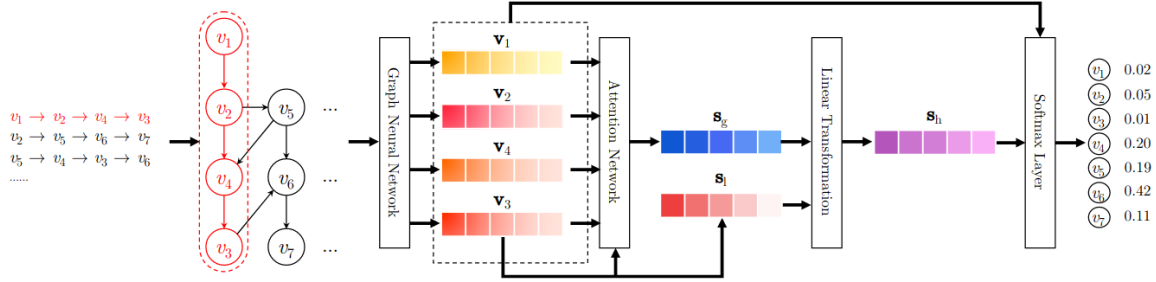 v1 → v2 → v4 → v3
v2 → v5 → v6 → v7
v5 → v4 → v3 → v6
......
v1
v2
v4
v3
v5
v6
v7
...
...
...
Graph Neural Network
v1
v2
v4
v3
Attention Network
sg
sl
Linear Transformation
sh
Softmax Layer
v1 0.02
v2 0.05
v3 0.01
v4 0.20
v5 0.19
v6 0.42
v7 0.11